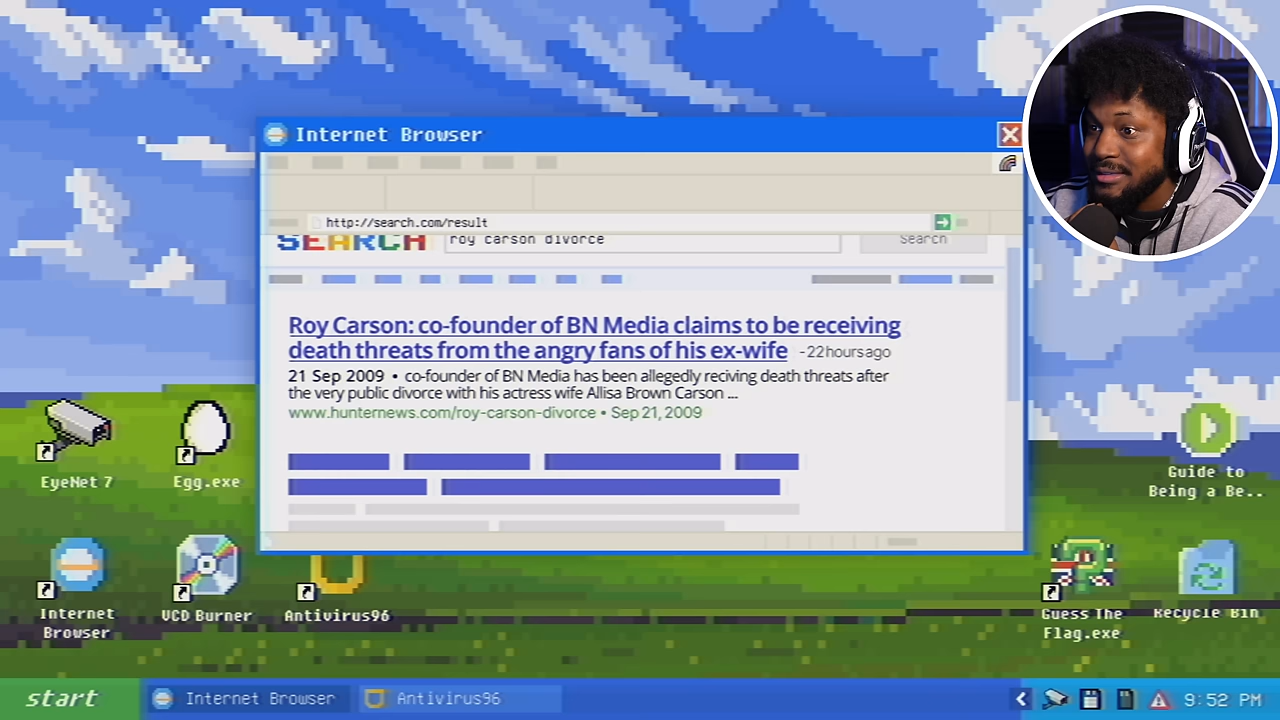 Internet Browser
http://search.com/result
SEARCH roy carson divorce Search
Roy Carson: co-founder of BN Media claims to be receiving
death threats from the angry fans of his ex-wife - 22 hours ago
21 Sep 2009 • co-founder of BN Media has been allegedly reciving death threats after
the very public divorce with his actress wife Allisa Brown Carson ...
www.hunternews.com/roy-carson-divorce • Sep 21, 2009
EyeNet 7
Egg.exe
Guide to
Being a Be..
Internet
Browser
VCD Burner
Antivirus96
Guess The
Flag.exe
Recycle Bin
start
Internet Browser
Antivirus96
9:52 PM